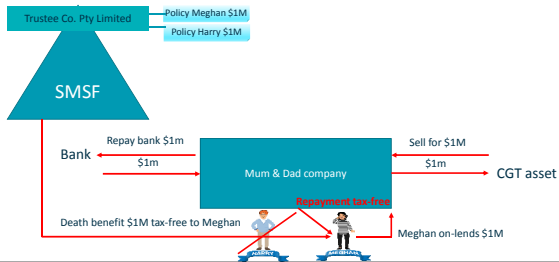 Trustee Co. Pty Limited
Policy Meghan $1M
Policy Harry $1M
SMSF
Repay bank $1m
Bank
$1m
Mum & Dad company
Sell for $1M
$1m
CGT asset
Repayment tax-free
Death benefit $1M tax-free to Meghan
Meghan on-lends $1M
HARRY
MEGHAN